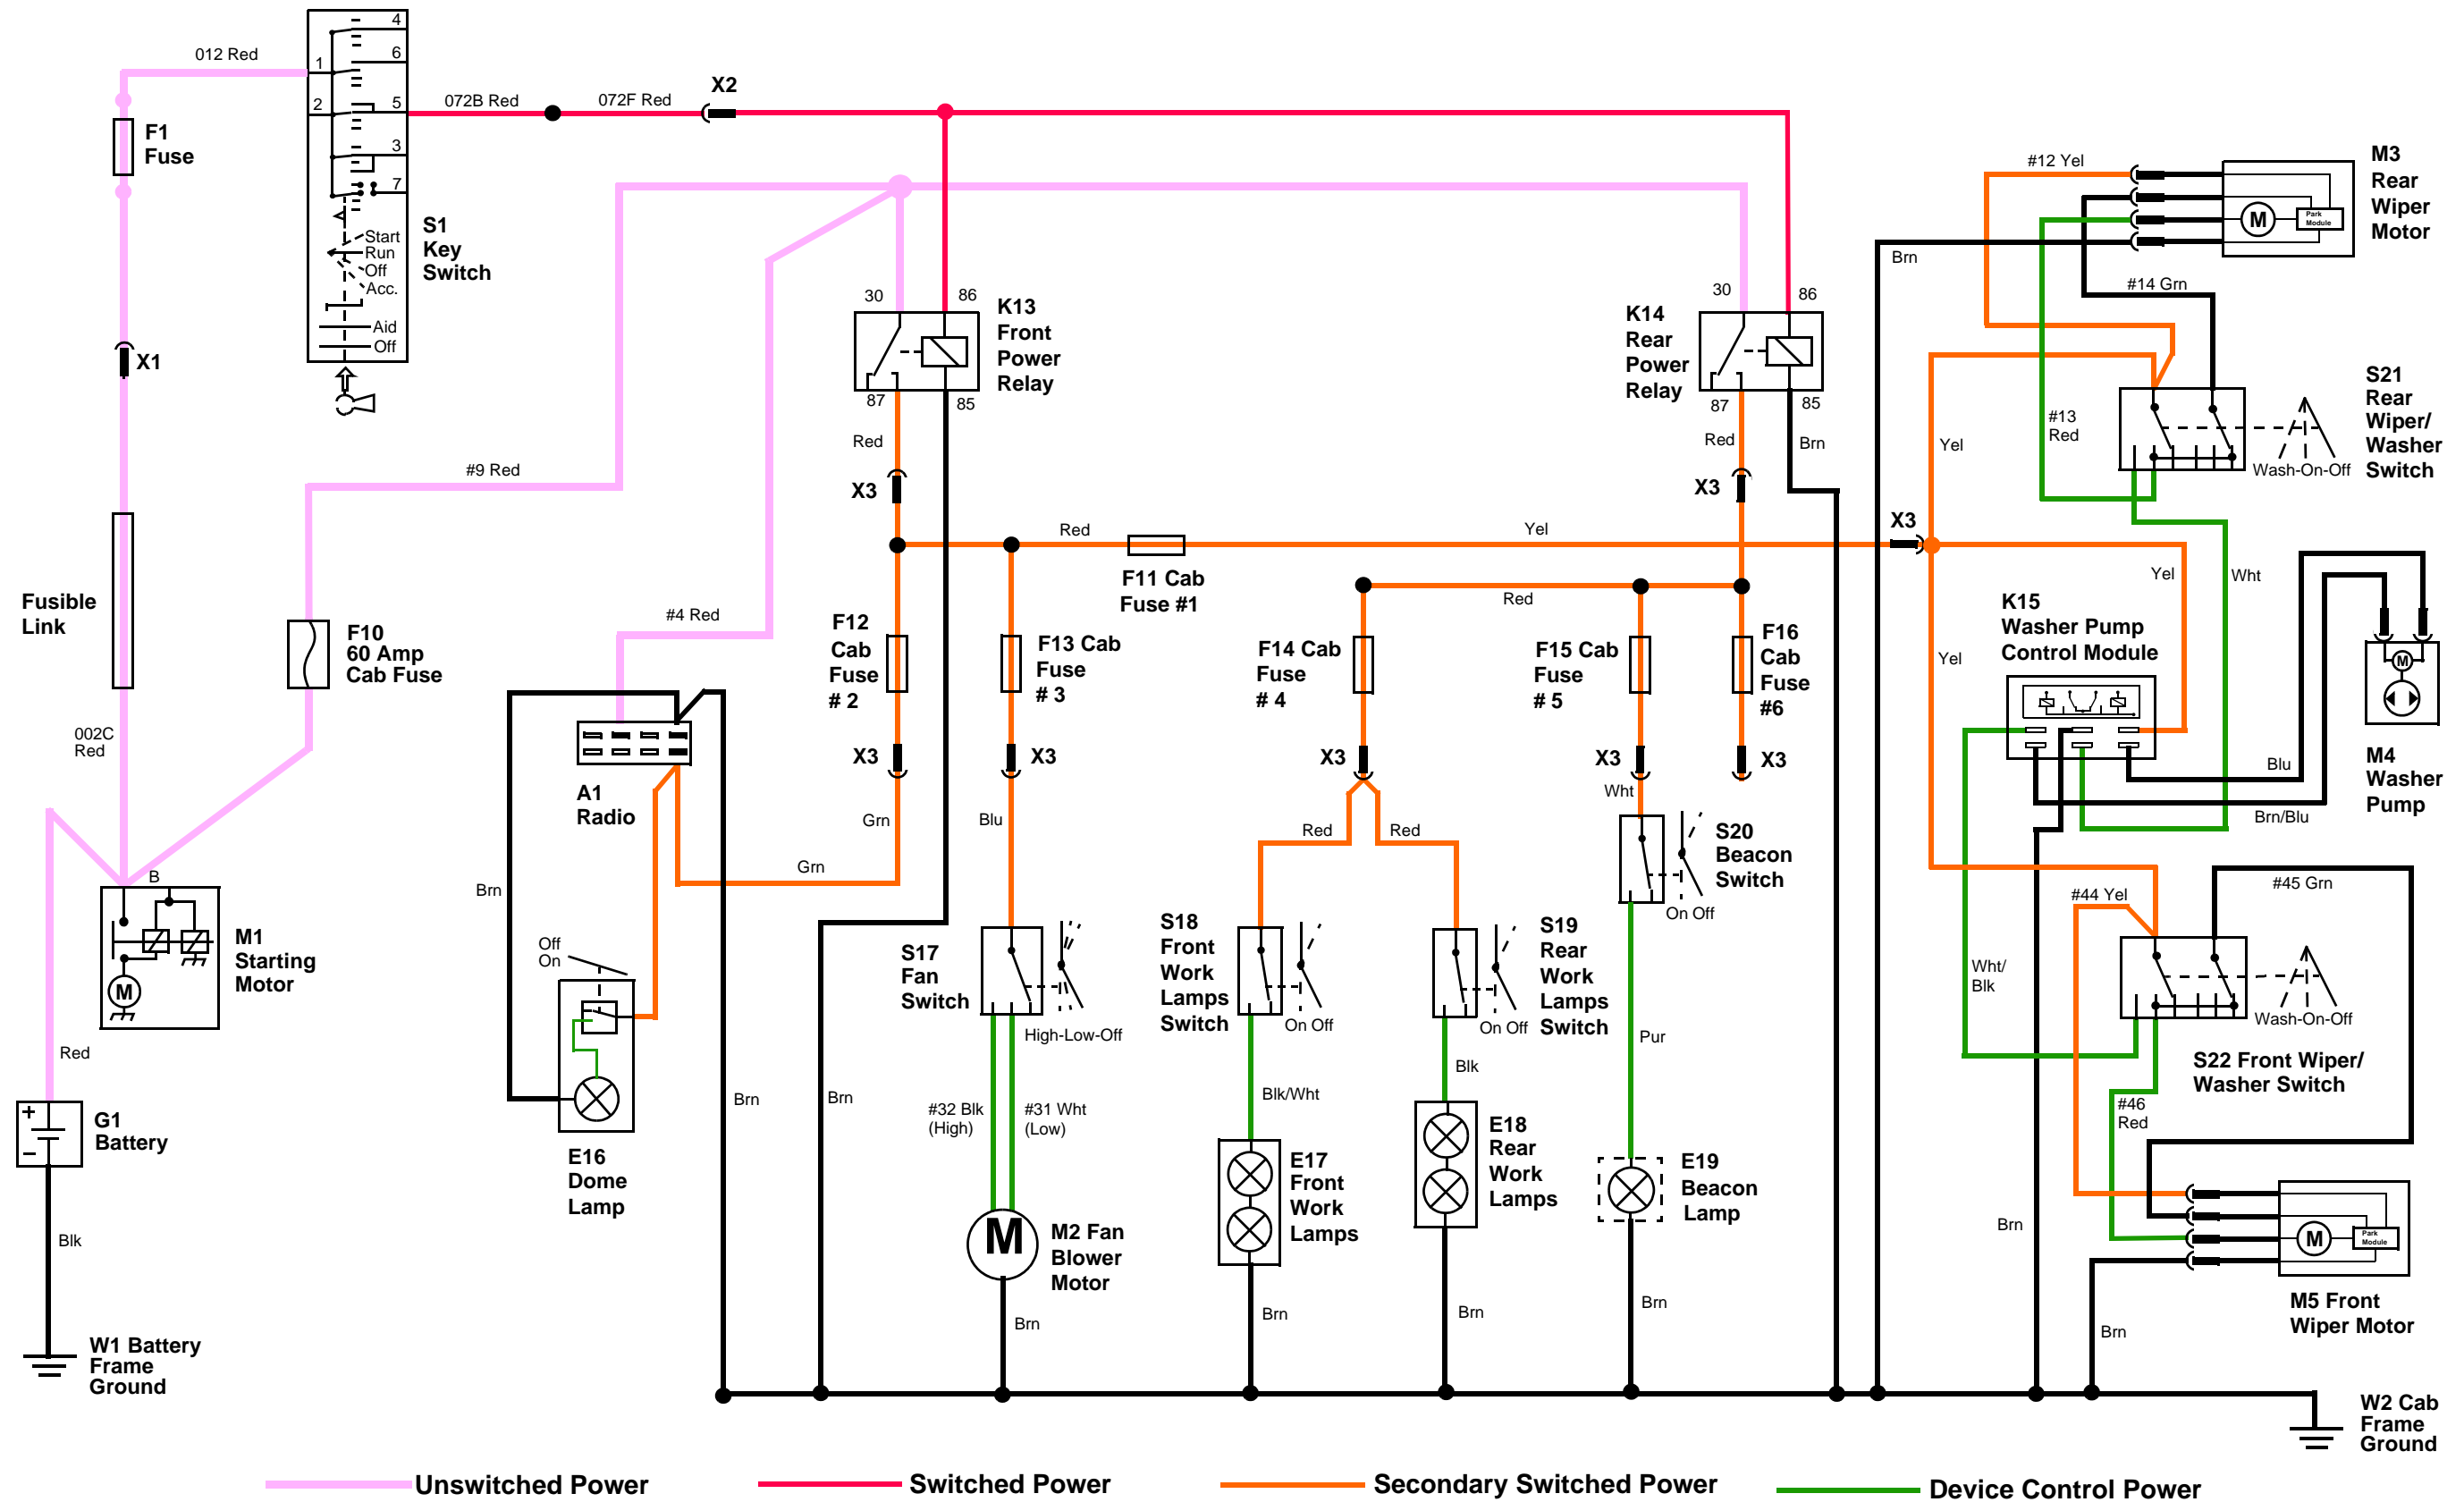 012 Red
F1
Fuse
X1
Fusible
Link
002C
Red
1
2
4
6
5
3
7
Start
Run
Off
Acc.
Aid
Off
S1
Key
Switch
072B Red
072F Red
X2
#9 Red
#4 Red
F10
60 Amp
Cab Fuse
B
M
M1
Starting
Motor
Red
+
–
G1
Battery
Blk
W1 Battery
Frame
Ground
30
86
87
85
K13
Front
Power
Relay
Red
X3
30
86
87
85
K14
Rear
Power
Relay
Red
Brn
X3
Red
F11 Cab
Fuse #1
Yel
X3
F12
Cab
Fuse
# 2
F13 Cab
Fuse
# 3
F14 Cab
Fuse
# 4
Red
F15 Cab
Fuse
# 5
F16
Cab
Fuse
#6
X3
X3
X3
X3
X3
A1
Radio
Grn
Grn
Blu
Brn
Off
On
E16
Dome
Lamp
Brn
Brn
S17
Fan
Switch
High-Low-Off
#32 Blk
(High)
#31 Wht
(Low)
M
M2 Fan
Blower
Motor
Brn
Red
Red
S18
Front
Work
Lamps
Switch
On Off
Blk/Wht
E17
Front
Work
Lamps
Brn
S19
Rear
Work
Lamps
Switch
On Off
Blk
E18
Rear
Work
Lamps
Brn
Wht
S20
Beacon
Switch
On Off
Pur
E19
Beacon
Lamp
Brn
#12 Yel
M
Park
Module
M3
Rear
Wiper
Motor
Brn
#14 Grn
#13
Red
Yel
Wash-On-Off
S21
Rear
Wiper/
Washer
Switch
Yel
Wht
Yel
K15
Washer Pump
Control Module
M
M4
Washer
Pump
Blu
Brn/Blu
#44 Yel
#45 Grn
Wht/
Blk
Wash-On-Off
S22 Front Wiper/
Washer Switch
#46
Red
Brn
M
Park
Module
M5 Front
Wiper Motor
Brn
W2 Cab
Frame
Ground
Unswitched Power
Switched Power
Secondary Switched Power
Device Control Power